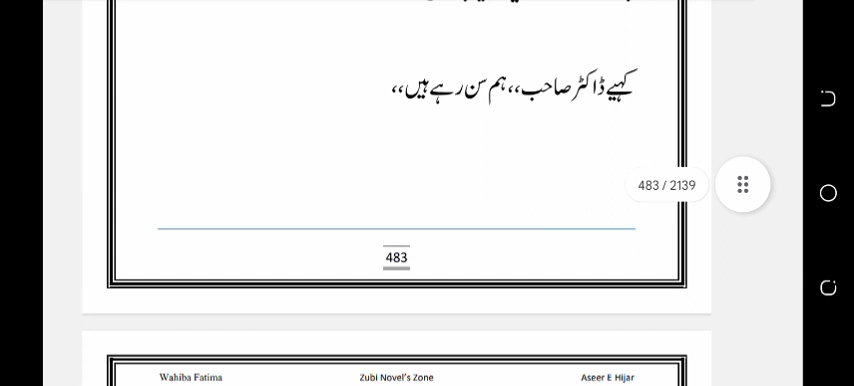 کہیے ڈاکٹر صاحب،، ہم سن رہے ہیں،،
483 / 2139
483
Wahiba Fatima Zubi Novel's Zone Aseer E Hijar